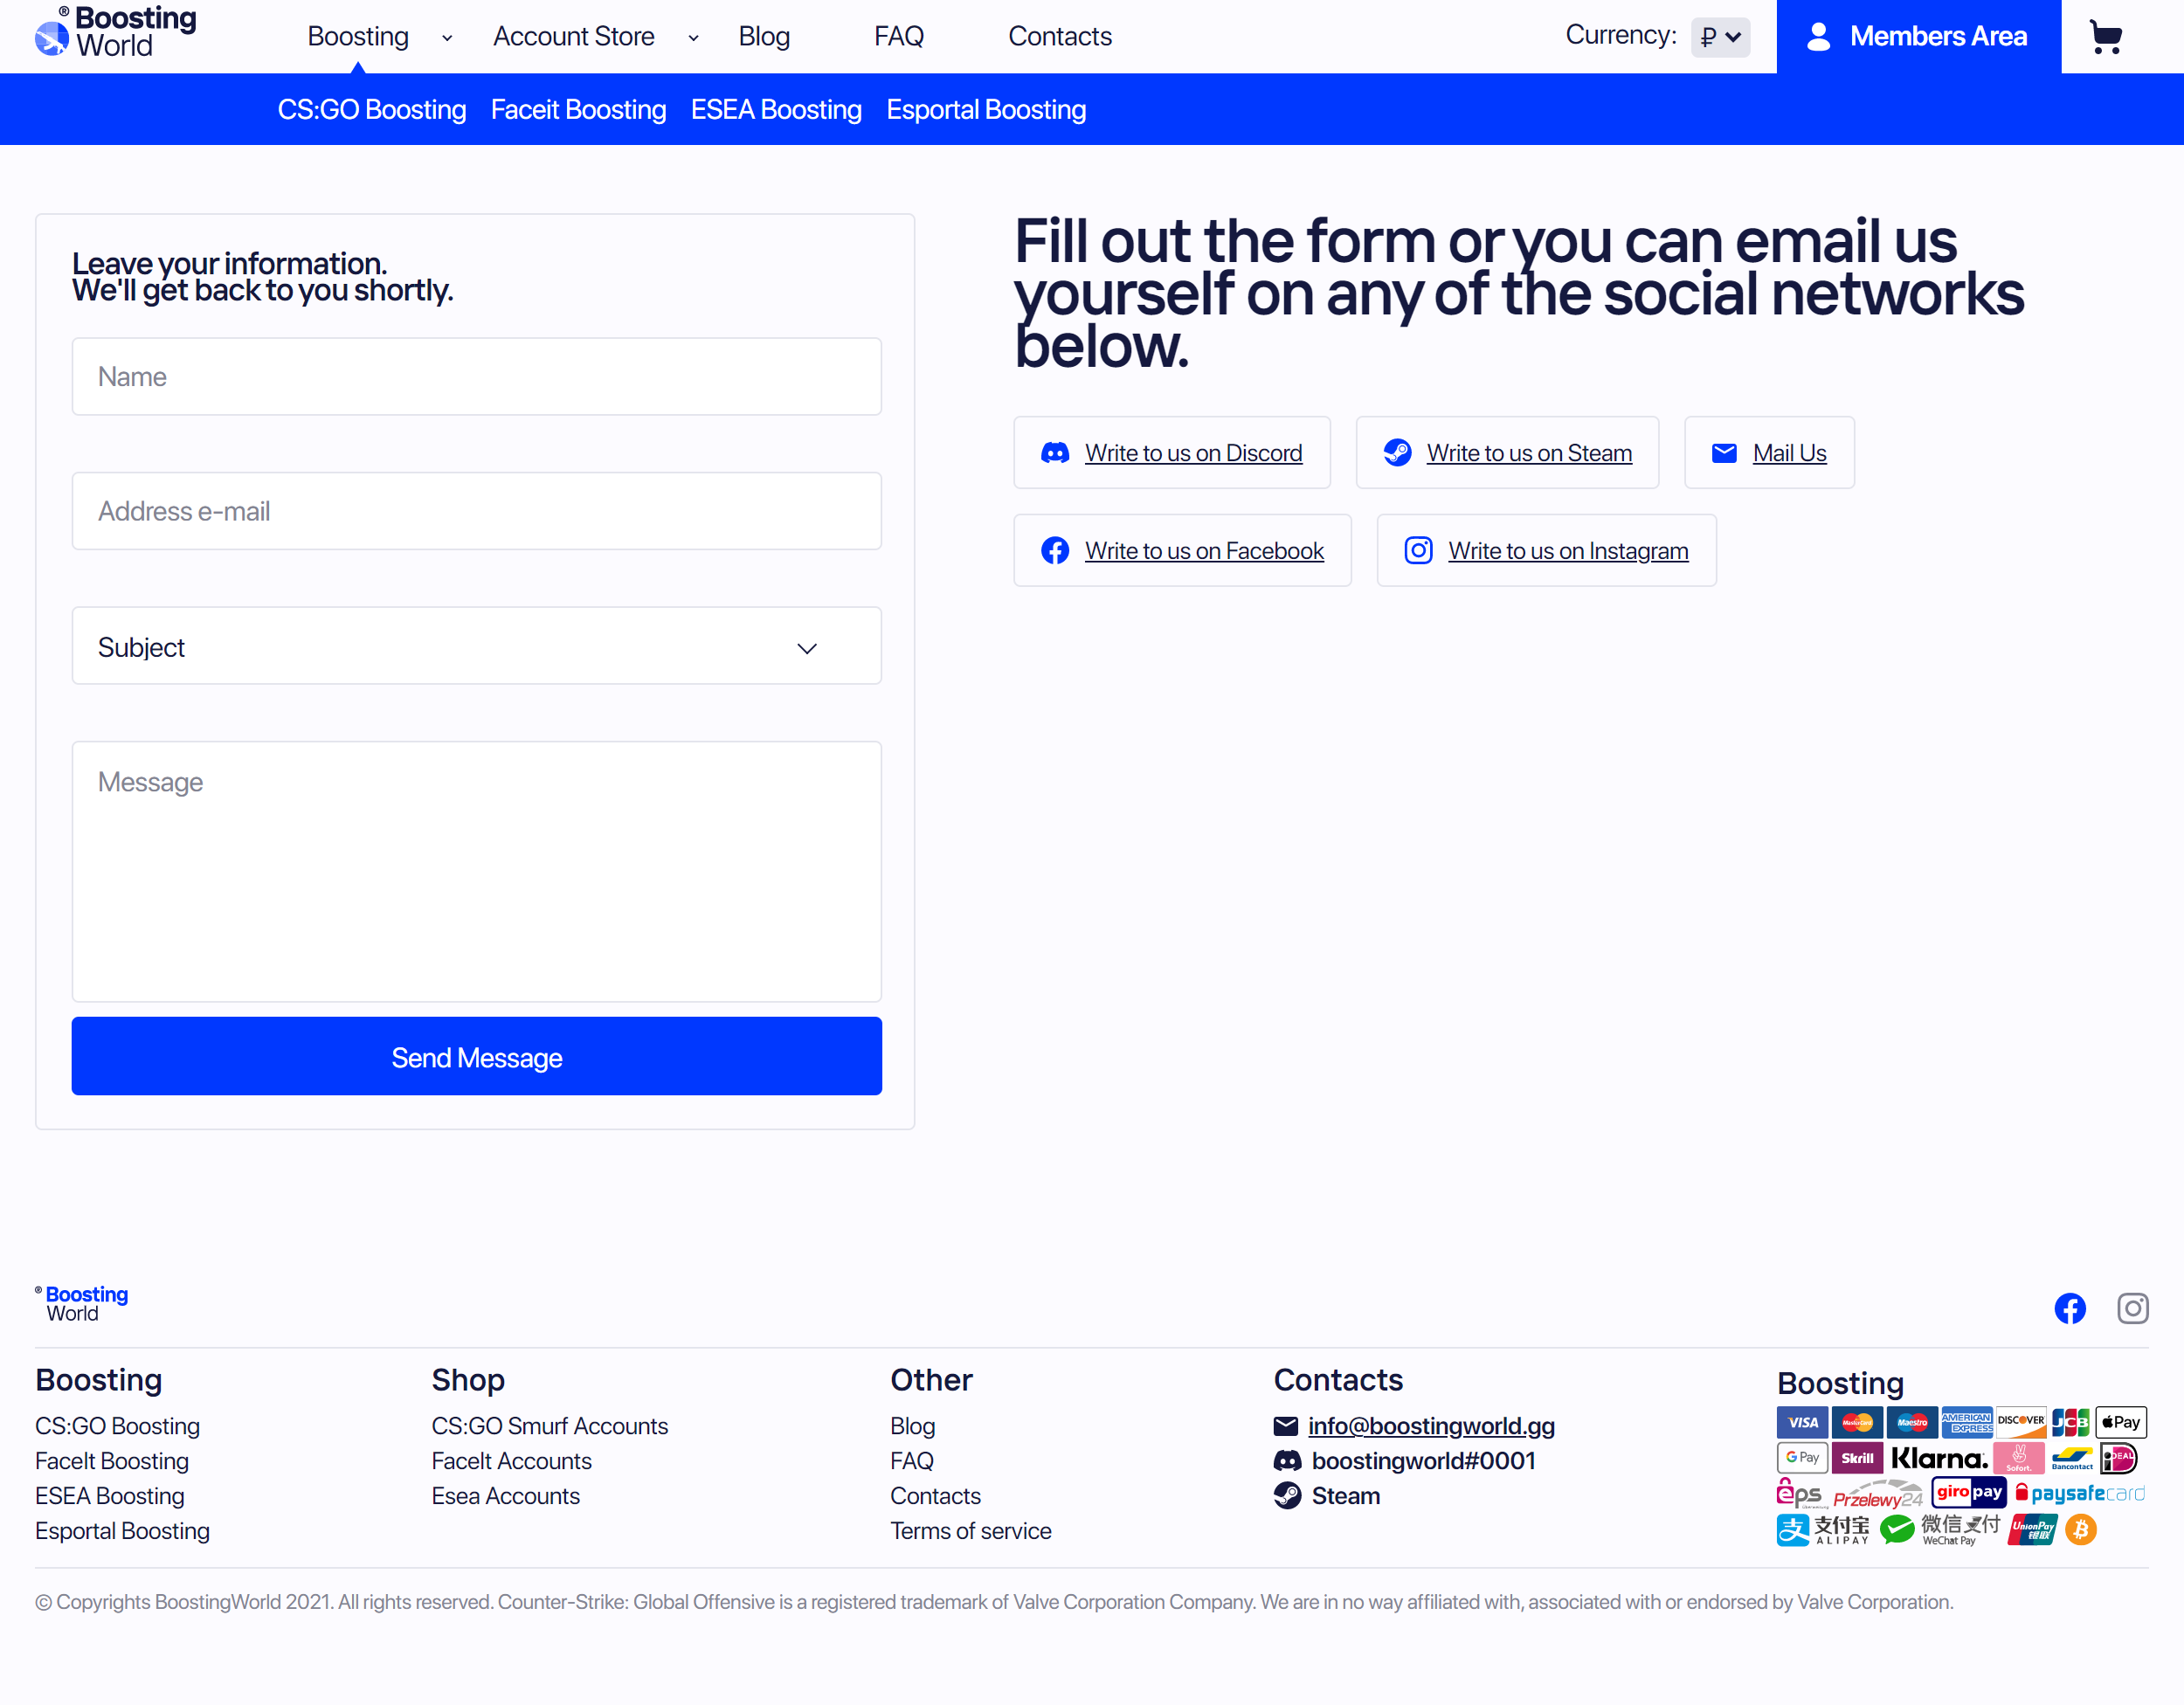 ® Boosting
World
Boosting
Account Store
Blog
FAQ
Contacts
Currency:
₽
Members Area
CS:GO Boosting
Faceit Boosting
ESEA Boosting
Esportal Boosting
Leave your information.
We'll get back to you shortly.
Name
Address e-mail
Subject
Message
Send Message
Fill out the form or you can email us
yourself on any of the social networks
below.
Write to us on Discord
Write to us on Steam
Mail Us
Write to us on Facebook
Write to us on Instagram
® Boosting
World
Boosting
CS:GO Boosting
FaceIt Boosting
ESEA Boosting
Esportal Boosting
Shop
CS:GO Smurf Accounts
FaceIt Accounts
Esea Accounts
Other
Blog
FAQ
Contacts
Terms of service
Contacts
info@boostingworld.gg
boostingworld#0001
Steam
Boosting
VISA MasterCard Maestro AMERICAN EXPRESS DISCOVER JCB Pay
G Pay Skrill Klarna. Sofort. Bancontact iDEAL
eps Przelewy24 giropay paysafecard
支 支付宝 ALIPAY 微信支付 WeChat Pay UnionPay 银联
© Copyrights BoostingWorld 2021. All rights reserved. Counter-Strike: Global Offensive is a registered trademark of Valve Corporation Company. We are in no way affiliated with, associated with or endorsed by Valve Corporation.